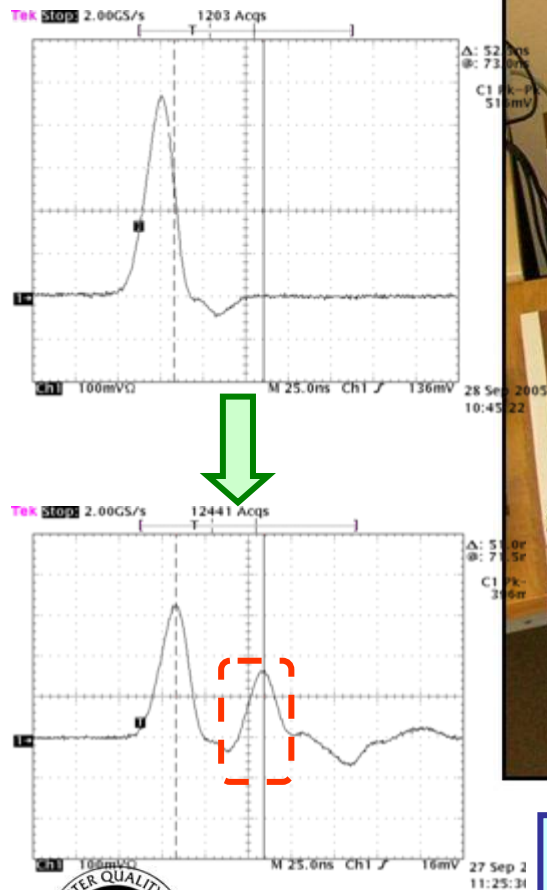 Tek Stop: 2.00GS/s 1203 Acqs
T
Δ: 52.5ns
@: 73.0ns
C1 Pk-Pk
516mV
2
1→
Ch1 100mVΩ M 25.0ns Ch1 ∫ 136mV
28 Sep 2005
10:45:22
Tek Stop: 2.00GS/s 12441 Acqs
T
Δ: 51.0
@: 71.5
C1 Pk-
396m
T
1→
Ch1 100mVΩ M 25.0ns Ch1 ∫ 16mV
27 Sep 2
11:25:3
QUALIT